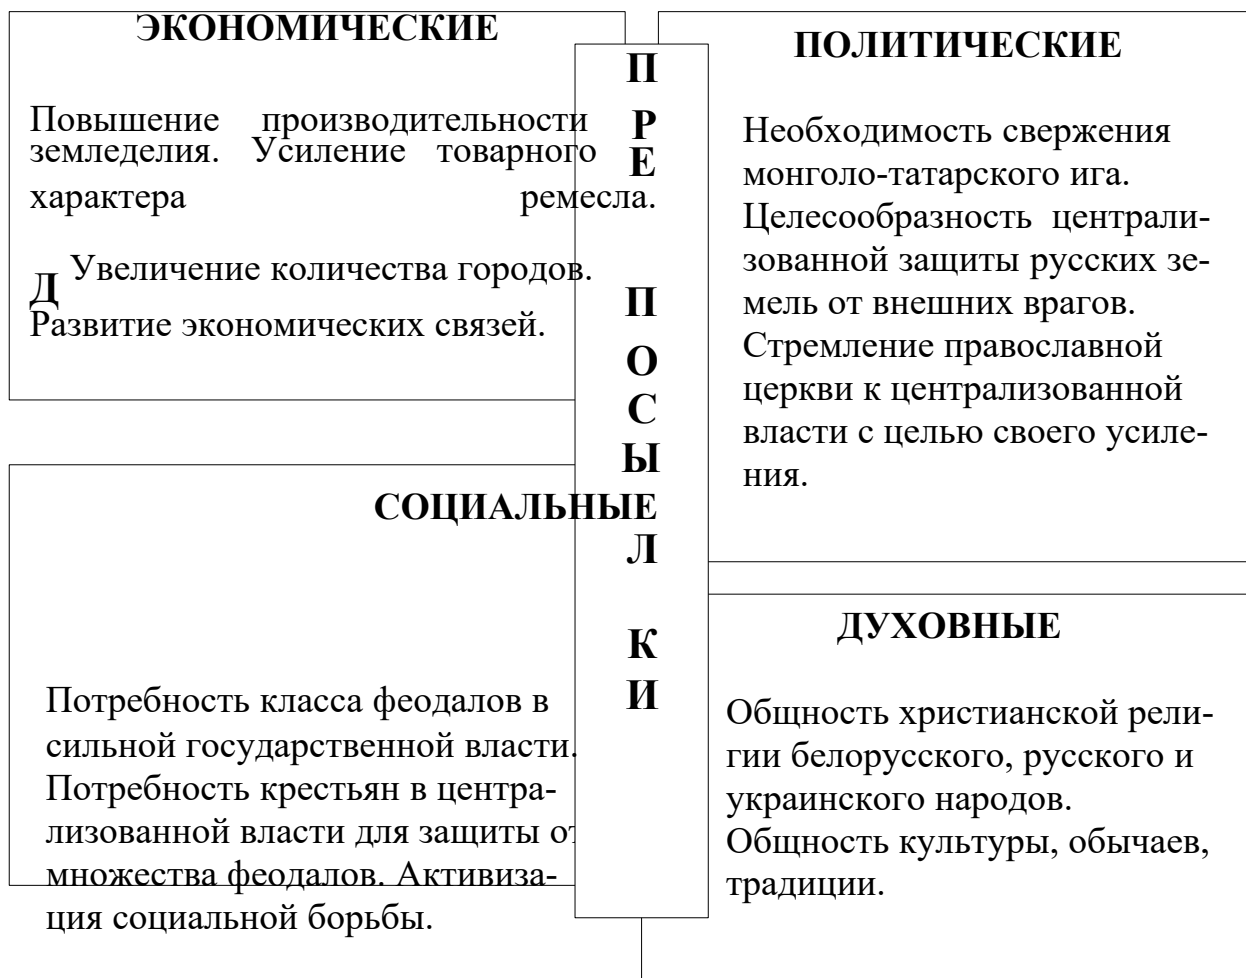 ЭКОНОМИЧЕСКИЕ
Повышение производительности
земледелия. Усиление товарного
характера ремесла.
Увеличение количества городов.
Д
Развитие экономических связей.
СОЦИАЛЬНЫЕ
Потребность класса феодалов в
сильной государственной власти.
Потребность крестьян в центра-
лизованной власти для защиты от
множества феодалов. Активиза-
ция социальной борьбы.
П
Р
Е
П
О
С
Ы
Л
К
И
ПОЛИТИЧЕСКИЕ
Необходимость свержения
монголо-татарского ига.
Целесообразность централи-
зованной защиты русских зе-
мель от внешних врагов.
Стремление православной
церкви к централизованной
власти с целью своего усиле-
ния.
ДУХОВНЫЕ
Общность христианской рели-
гии белорусского, русского и
украинского народов.
Общность культуры, обычаев,
традиции.